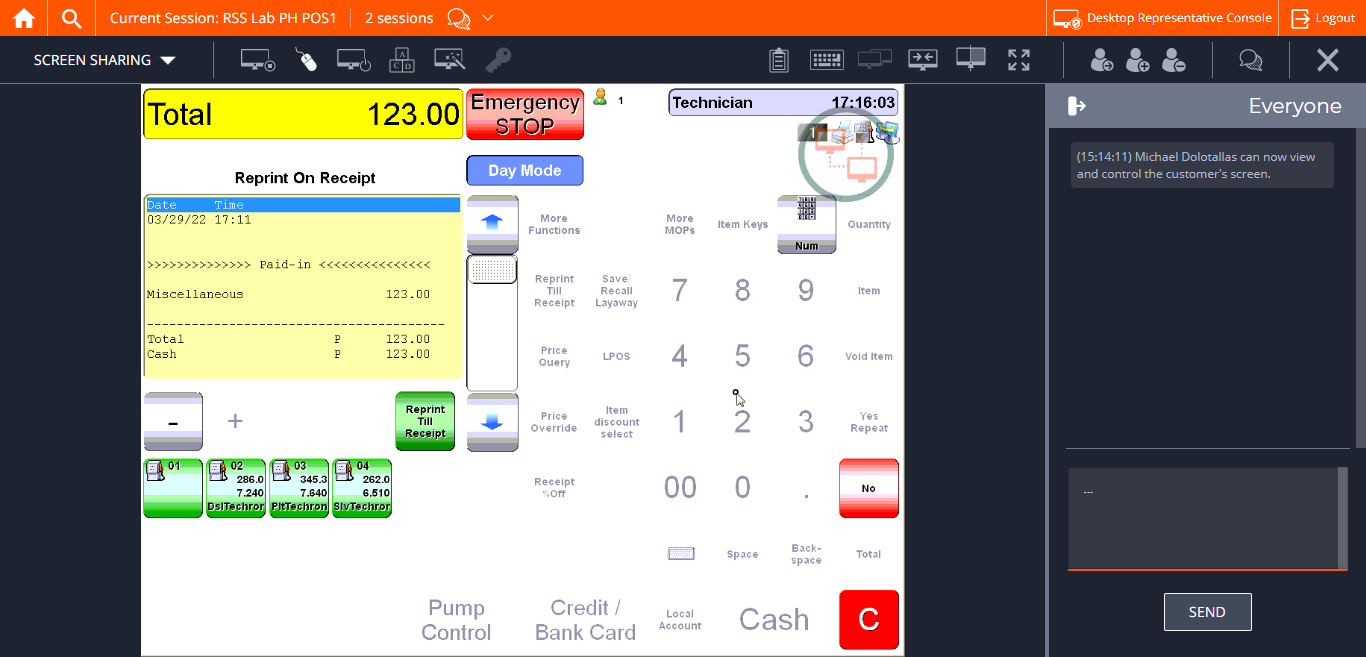 Current Session: RSS Lab PH POS1
2 sessions
Desktop Representative Console
Logout
SCREEN SHARING
A
C D
Total 123.00
Emergency
STOP
1
Technician 17:16:03
1
Day Mode
Reprint On Receipt
Date Time
03/29/22 17:11
>>>>>>>>>>>>>> Paid-in <<<<<<<<<<<<<<<
Miscellaneous 123.00
----------------------------------------
Total P 123.00
Cash P 123.00
-
+
Reprint
Till
Receipt
01
02
286.0
7.240
DslTechror
03
345.3
7.640
PltTechron
04
262.0
6.510
SlvTechror
More
Functions
More
MOPs
Item Keys
Num
Quantity
Reprint
Till
Receipt
Save/
Recall
Layaway
7
8
9
Item
Price
Query
LPOS
4
5
6
Void Item
Price
Override
Item
discount
select
1
2
3
Yes
Repeat
Receipt
%Off
00
0
.
No
Space
Back-
space
Total
Pump
Control
Credit /
Bank Card
Local
Account
Cash
C
Everyone
(15:14:11) Michael Dolotallas can now view
and control the customer's screen.
...
SEND